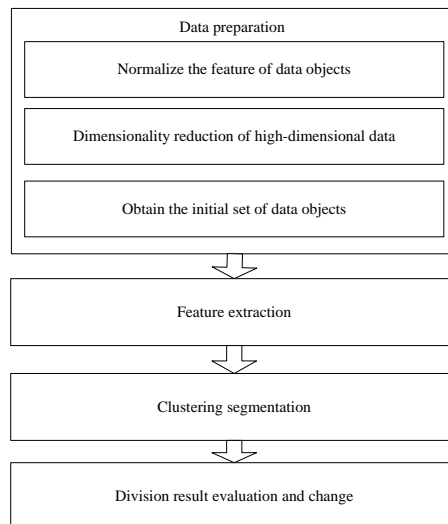 Data preparation
Normalize the feature of data objects
Dimensionality reduction of high-dimensional data
Obtain the initial set of data objects
Feature extraction
Clustering segmentation
Division result evaluation and change